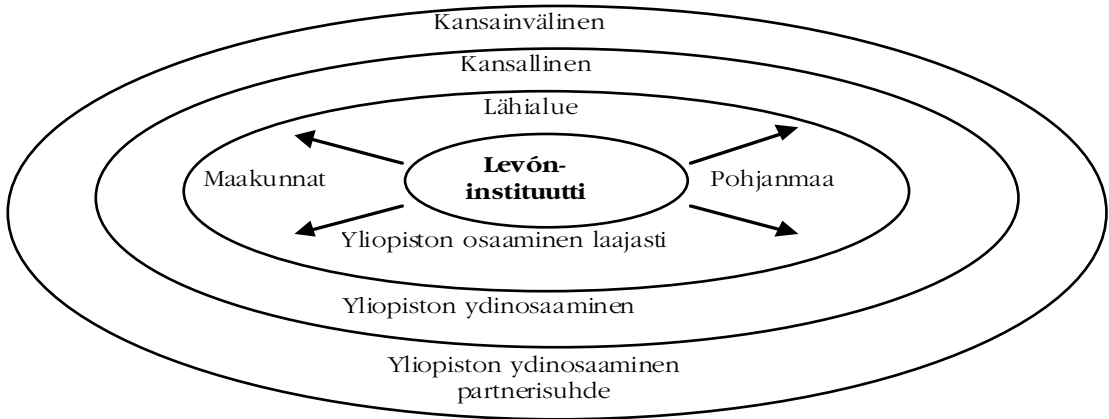 Kansainvälinen
Kansallinen
Lähialue
Levón-
instituutti
Maakunnat
Pohjanmaa
Yliopiston osaaminen laajasti
Yliopiston ydinosaaminen
Yliopiston ydinosaaminen
partnerisuhde